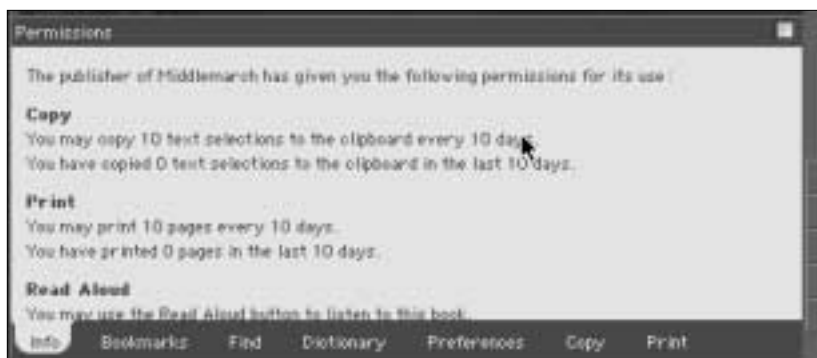 Permissions
The publisher of Middlemarch has given you the following permissions for its use :
Copy
You may copy 10 text selections to the clipboard every 10 days.
You have copied 0 text selections to the clipboard in the last 10 days.
Print
You may print 10 pages every 10 days.
You have printed 0 pages in the last 10 days.
Read Aloud
You may use the Read Aloud button to listen to this book.
Info Bookmarks Find Dictionary Preferences Copy Print